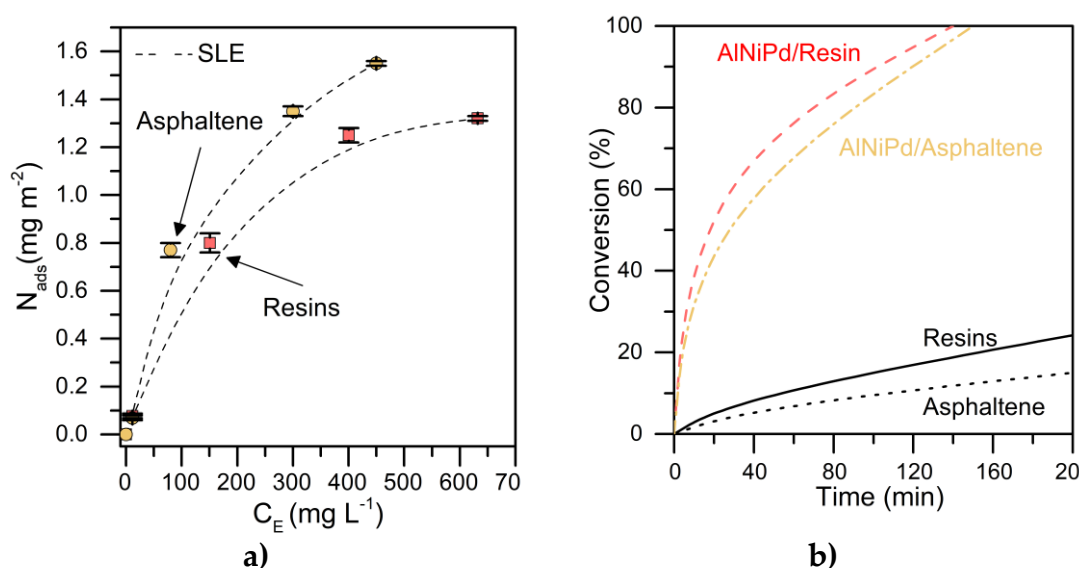 SLE
Asphaltene
Resins
N_ads(mg m⁻²)
1.6
1.4
1.2
1.0
0.8
0.6
0.4
0.2
0.0
0 100 200 300 400 500 600 70
C_E (mg L⁻¹)
a)
AlNiPd/Resin
AlNiPd/Asphaltene
Resins
Asphaltene
Conversion (%)
100
80
60
40
20
0
0 40 80 120 160 20
Time (min)
b)